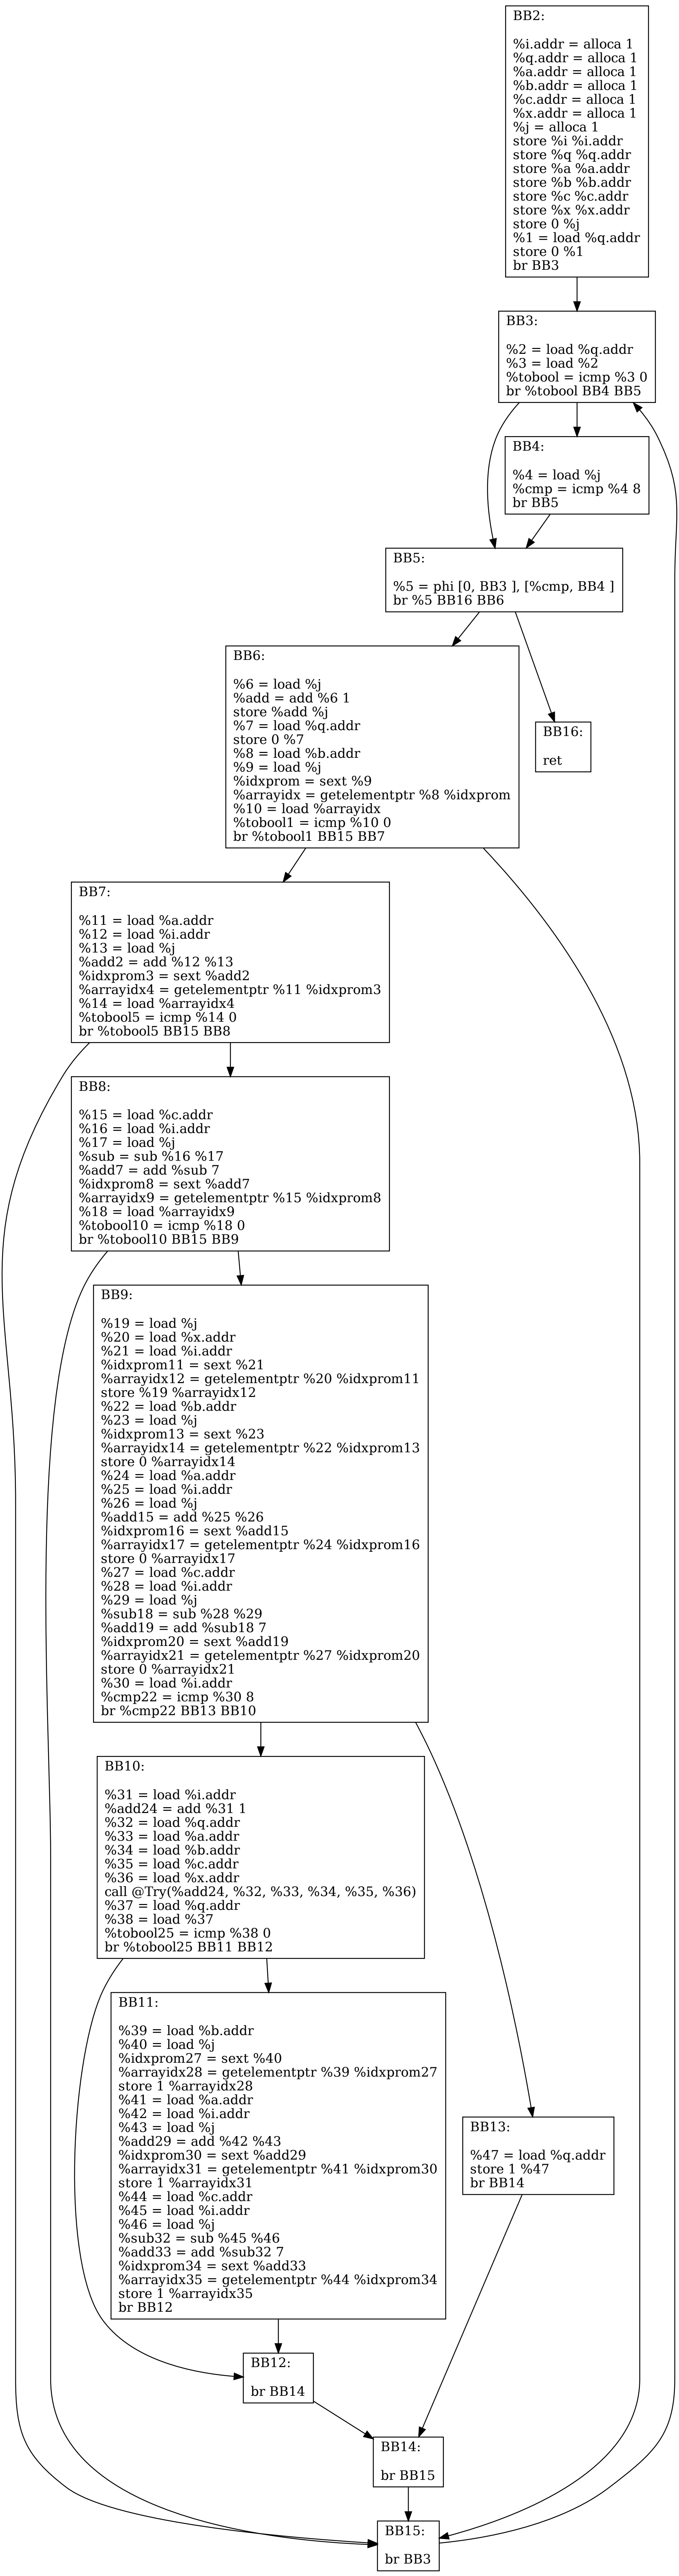 BB2:
%i.addr = alloca 1
%q.addr = alloca 1
%a.addr = alloca 1
%b.addr = alloca 1
%c.addr = alloca 1
%x.addr = alloca 1
%j = alloca 1
store %i %i.addr
store %q %q.addr
store %a %a.addr
store %b %b.addr
store %c %c.addr
store %x %x.addr
store 0 %j
%1 = load %q.addr
store 0 %1
br BB3
BB3:
%2 = load %q.addr
%3 = load %2
%tobool = icmp %3 0
br %tobool BB4 BB5
BB4:
%4 = load %j
%cmp = icmp %4 8
br BB5
BB5:
%5 = phi [0, BB3 ], [%cmp, BB4 ]
br %5 BB16 BB6
BB6:
%6 = load %j
%add = add %6 1
store %add %j
%7 = load %q.addr
store 0 %7
%8 = load %b.addr
%9 = load %j
%idxprom = sext %9
%arrayidx = getelementptr %8 %idxprom
%10 = load %arrayidx
%tobool1 = icmp %10 0
br %tobool1 BB15 BB7
BB16:
ret
BB7:
%11 = load %a.addr
%12 = load %i.addr
%13 = load %j
%add2 = add %12 %13
%idxprom3 = sext %add2
%arrayidx4 = getelementptr %11 %idxprom3
%14 = load %arrayidx4
%tobool5 = icmp %14 0
br %tobool5 BB15 BB8
BB8:
%15 = load %c.addr
%16 = load %i.addr
%17 = load %j
%sub = sub %16 %17
%add7 = add %sub 7
%idxprom8 = sext %add7
%arrayidx9 = getelementptr %15 %idxprom8
%18 = load %arrayidx9
%tobool10 = icmp %18 0
br %tobool10 BB15 BB9
BB9:
%19 = load %j
%20 = load %x.addr
%21 = load %i.addr
%idxprom11 = sext %21
%arrayidx12 = getelementptr %20 %idxprom11
store %19 %arrayidx12
%22 = load %b.addr
%23 = load %j
%idxprom13 = sext %23
%arrayidx14 = getelementptr %22 %idxprom13
store 0 %arrayidx14
%24 = load %a.addr
%25 = load %i.addr
%26 = load %j
%add15 = add %25 %26
%idxprom16 = sext %add15
%arrayidx17 = getelementptr %24 %idxprom16
store 0 %arrayidx17
%27 = load %c.addr
%28 = load %i.addr
%29 = load %j
%sub18 = sub %28 %29
%add19 = add %sub18 7
%idxprom20 = sext %add19
%arrayidx21 = getelementptr %27 %idxprom20
store 0 %arrayidx21
%30 = load %i.addr
%cmp22 = icmp %30 8
br %cmp22 BB13 BB10
BB10:
%31 = load %i.addr
%add24 = add %31 1
%32 = load %q.addr
%33 = load %a.addr
%34 = load %b.addr
%35 = load %c.addr
%36 = load %x.addr
call @Try(%add24, %32, %33, %34, %35, %36)
%37 = load %q.addr
%38 = load %37
%tobool25 = icmp %38 0
br %tobool25 BB11 BB12
BB11:
%39 = load %b.addr
%40 = load %j
%idxprom27 = sext %40
%arrayidx28 = getelementptr %39 %idxprom27
store 1 %arrayidx28
%41 = load %a.addr
%42 = load %i.addr
%43 = load %j
%add29 = add %42 %43
%idxprom30 = sext %add29
%arrayidx31 = getelementptr %41 %idxprom30
store 1 %arrayidx31
%44 = load %c.addr
%45 = load %i.addr
%46 = load %j
%sub32 = sub %45 %46
%add33 = add %sub32 7
%idxprom34 = sext %add33
%arrayidx35 = getelementptr %44 %idxprom34
store 1 %arrayidx35
br BB12
BB13:
%47 = load %q.addr
store 1 %47
br BB14
BB12:
br BB14
BB14:
br BB15
BB15:
br BB3